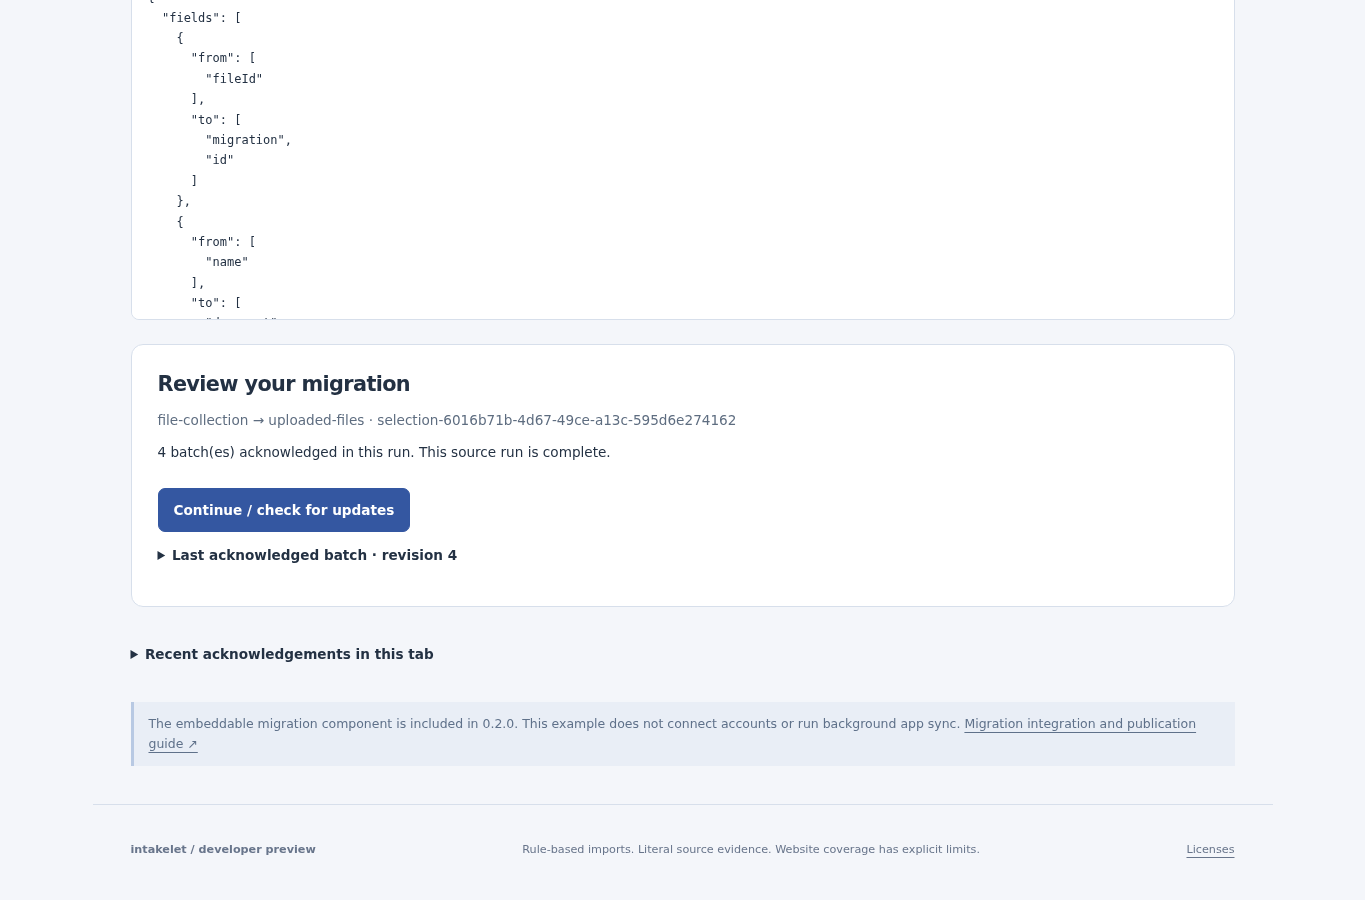 "fields": [
{
"from": [
"fileId"
],
"to": [
"migration",
"id"
]
},
{
"from": [
"name"
],
"to": [
Review your migration
file-collection → uploaded-files · selection-6016b71b-4d67-49ce-a13c-595d6e274162
4 batch(es) acknowledged in this run. This source run is complete.
Continue / check for updates
▶ Last acknowledged batch · revision 4
▶ Recent acknowledgements in this tab
The embeddable migration component is included in 0.2.0. This example does not connect accounts or run background app sync. Migration integration and publication
guide ↗
intakelet / developer preview
Rule-based imports. Literal source evidence. Website coverage has explicit limits.
Licenses